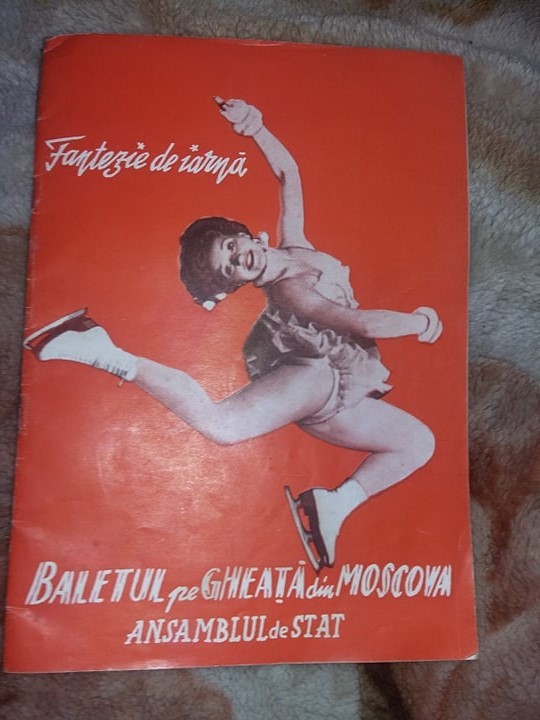 Fantezie de iarnă
BALETUL pe GHEAȚĂ din MOSCOVA
ANSAMBLUL de STAT